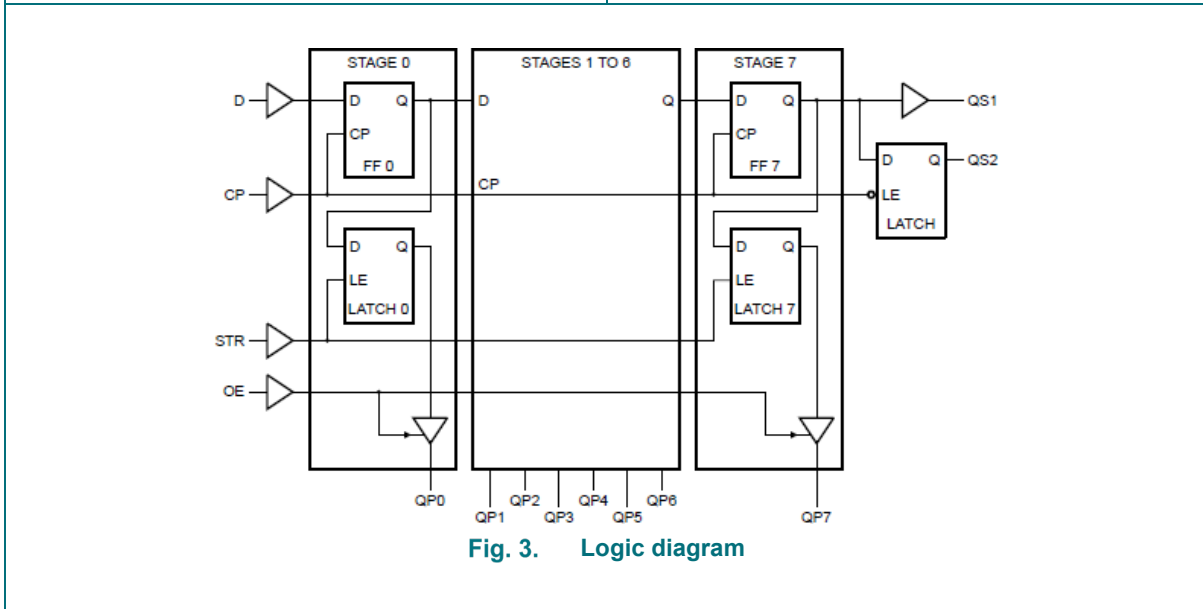 STAGE 0
STAGES 1 TO 6
STAGE 7
D
D Q
D Q
D Q
QS1
CP
CP
D Q
QS2
FF 0
FF 7
CP
CP
LE
LATCH
D Q
D Q
LE
LE
LATCH 0
LATCH 7
STR
OE
QP0
QP2
QP4
QP6
QP1
QP3
QP5
QP7
Fig. 3. Logic diagram